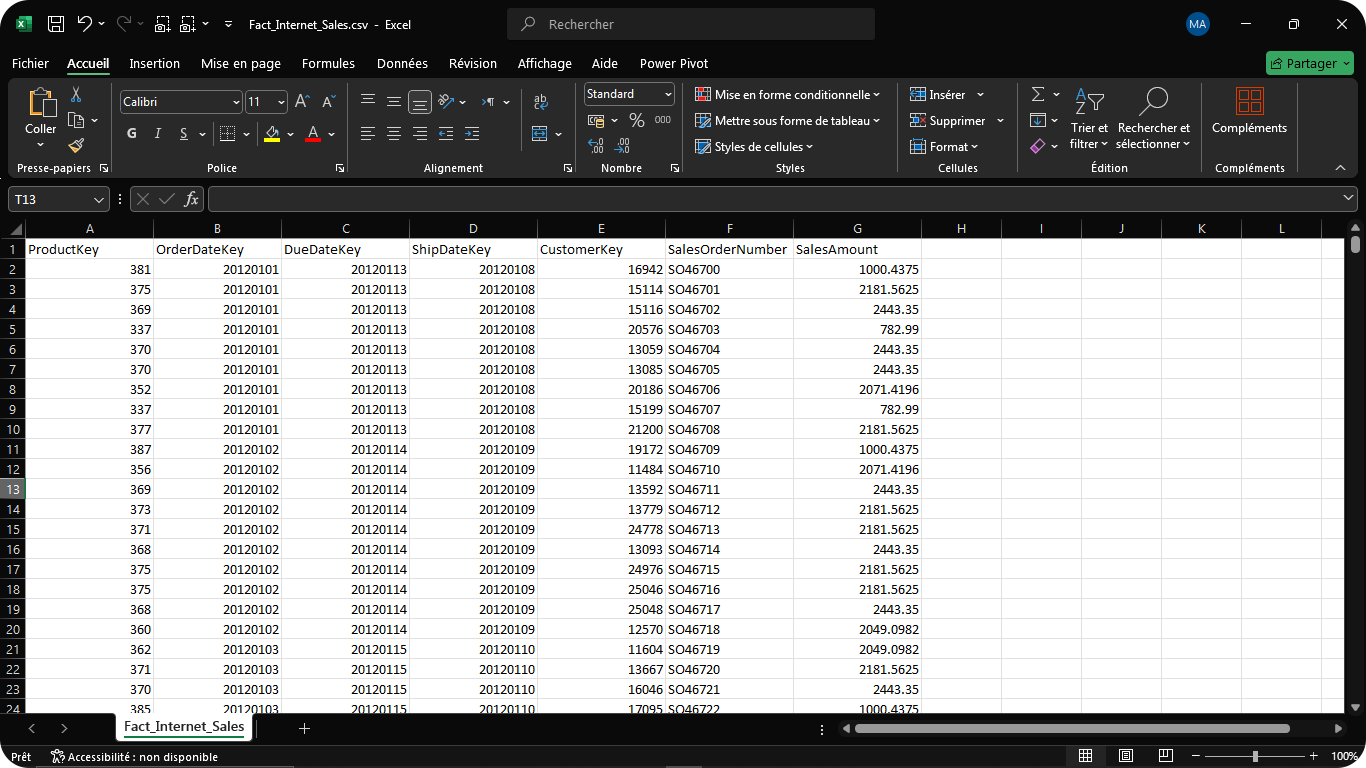 Fact_Internet_Sales.csv - Excel
Rechercher
MA
Fichier Accueil Insertion Mise en page Formules Données Révision Affichage Aide Power Pivot
Partager
Coller
Presse-papiers
Calibri 11
G I S
Police
ab
Alignement
Standard
% 000
Nombre
Mise en forme conditionnelle
Mettre sous forme de tableau
Styles de cellules
Styles
Insérer
Supprimer
Format
Cellules
Trier et filtrer
Rechercher et sélectionner
Édition
Compléments
Compléments
T13 fx
A B C D E F G H I J K L
1 ProductKey OrderDateKey DueDateKey ShipDateKey CustomerKey SalesOrderNumber SalesAmount
2 381 20120101 20120113 20120108 16942 SO46700 1000.4375
3 375 20120101 20120113 20120108 15114 SO46701 2181.5625
4 369 20120101 20120113 20120108 15116 SO46702 2443.35
5 337 20120101 20120113 20120108 20576 SO46703 782.99
6 370 20120101 20120113 20120108 13059 SO46704 2443.35
7 370 20120101 20120113 20120108 13085 SO46705 2443.35
8 352 20120101 20120113 20120108 20186 SO46706 2071.4196
9 337 20120101 20120113 20120108 15199 SO46707 782.99
10 377 20120101 20120113 20120108 21200 SO46708 2181.5625
11 387 20120102 20120114 20120109 19172 SO46709 1000.4375
12 356 20120102 20120114 20120109 11484 SO46710 2071.4196
13 369 20120102 20120114 20120109 13592 SO46711 2443.35
14 373 20120102 20120114 20120109 13779 SO46712 2181.5625
15 371 20120102 20120114 20120109 24778 SO46713 2181.5625
16 368 20120102 20120114 20120109 13093 SO46714 2443.35
17 375 20120102 20120114 20120109 24976 SO46715 2181.5625
18 375 20120102 20120114 20120109 25046 SO46716 2181.5625
19 368 20120102 20120114 20120109 25048 SO46717 2443.35
20 360 20120102 20120114 20120109 12570 SO46718 2049.0982
21 362 20120103 20120115 20120110 11604 SO46719 2049.0982
22 371 20120103 20120115 20120110 13667 SO46720 2181.5625
23 370 20120103 20120115 20120110 16046 SO46721 2443.35
24 385 20120103 20120115 20120110 17095 SO46722 1000.4375
Fact_Internet_Sales
Prêt Accessibilité : non disponible 100%